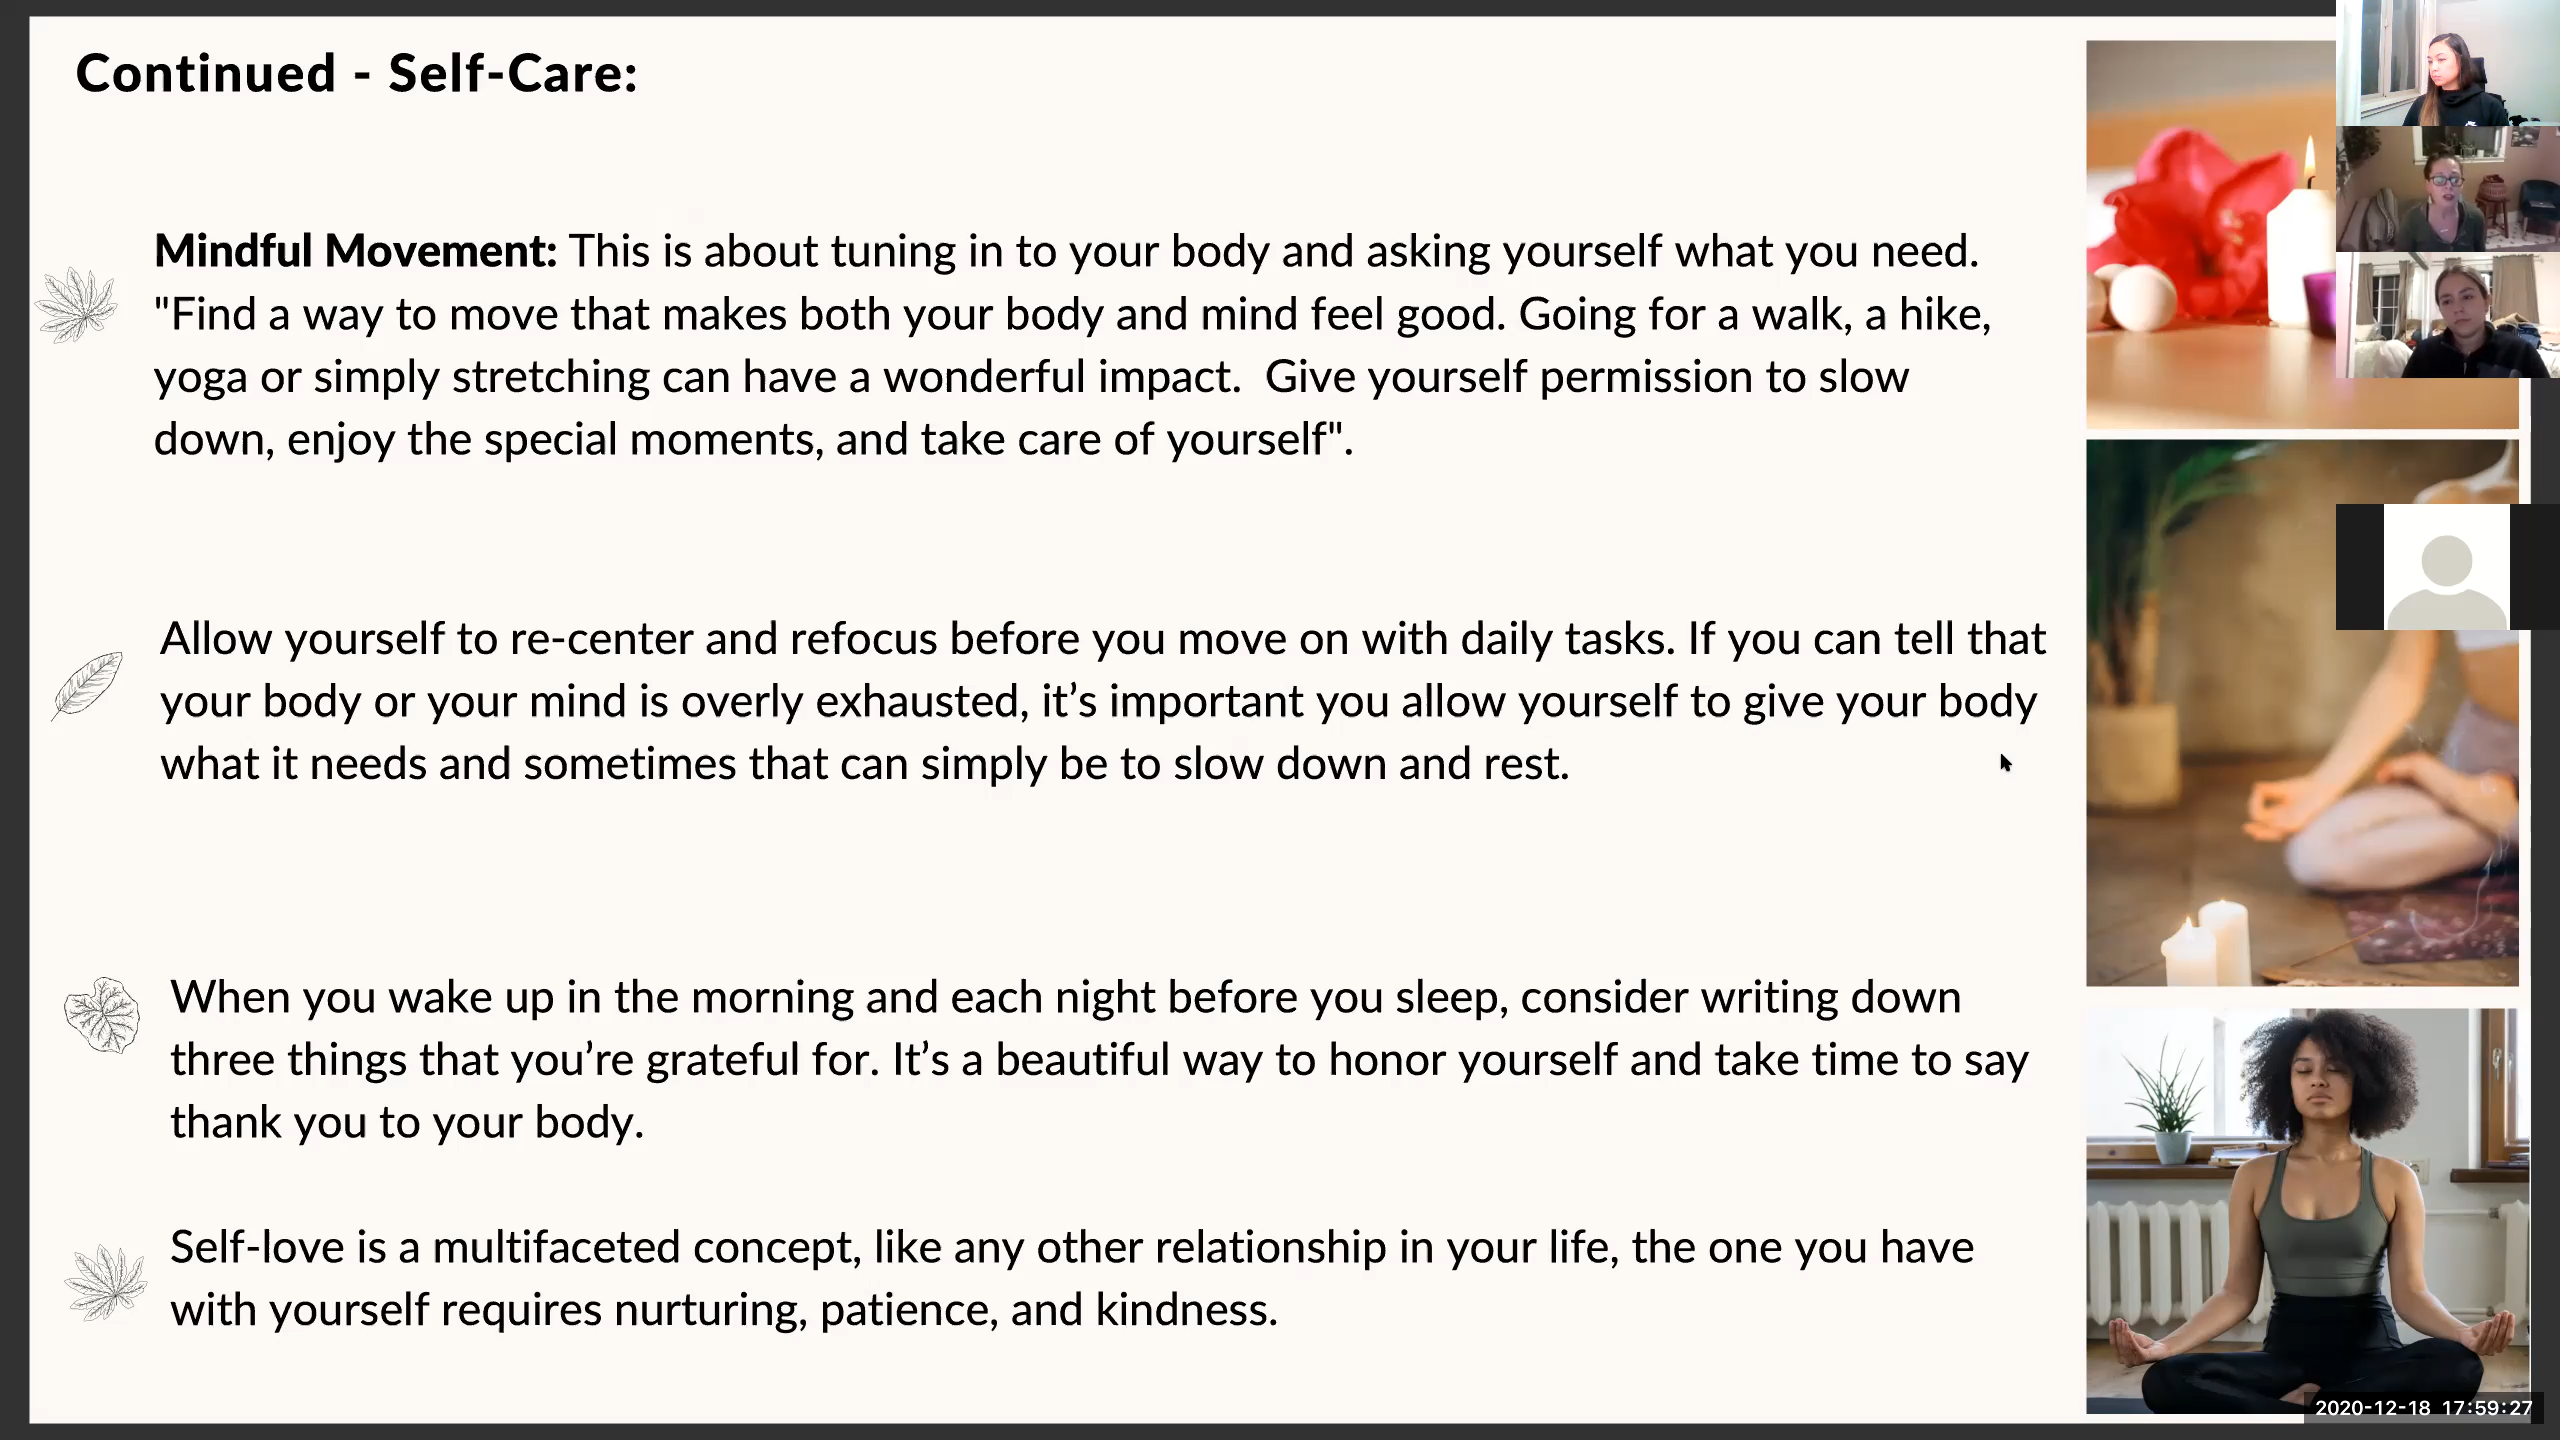 Continued - Self-Care:
Mindful Movement: This is about tuning in to your body and asking yourself what you need.
"Find a way to move that makes both your body and mind feel good. Going for a walk, a hike,
yoga or simply stretching can have a wonderful impact.  Give yourself permission to slow
down, enjoy the special moments, and take care of yourself".
Allow yourself to re-center and refocus before you move on with daily tasks. If you can tell that
your body or your mind is overly exhausted, it’s important you allow yourself to give your body
what it needs and sometimes that can simply be to slow down and rest.
When you wake up in the morning and each night before you sleep, consider writing down
three things that you’re grateful for. It’s a beautiful way to honor yourself and take time to say
thank you to your body.
Self-love is a multifaceted concept, like any other relationship in your life, the one you have
with yourself requires nurturing, patience, and kindness.
2020-12-18 17:59:27